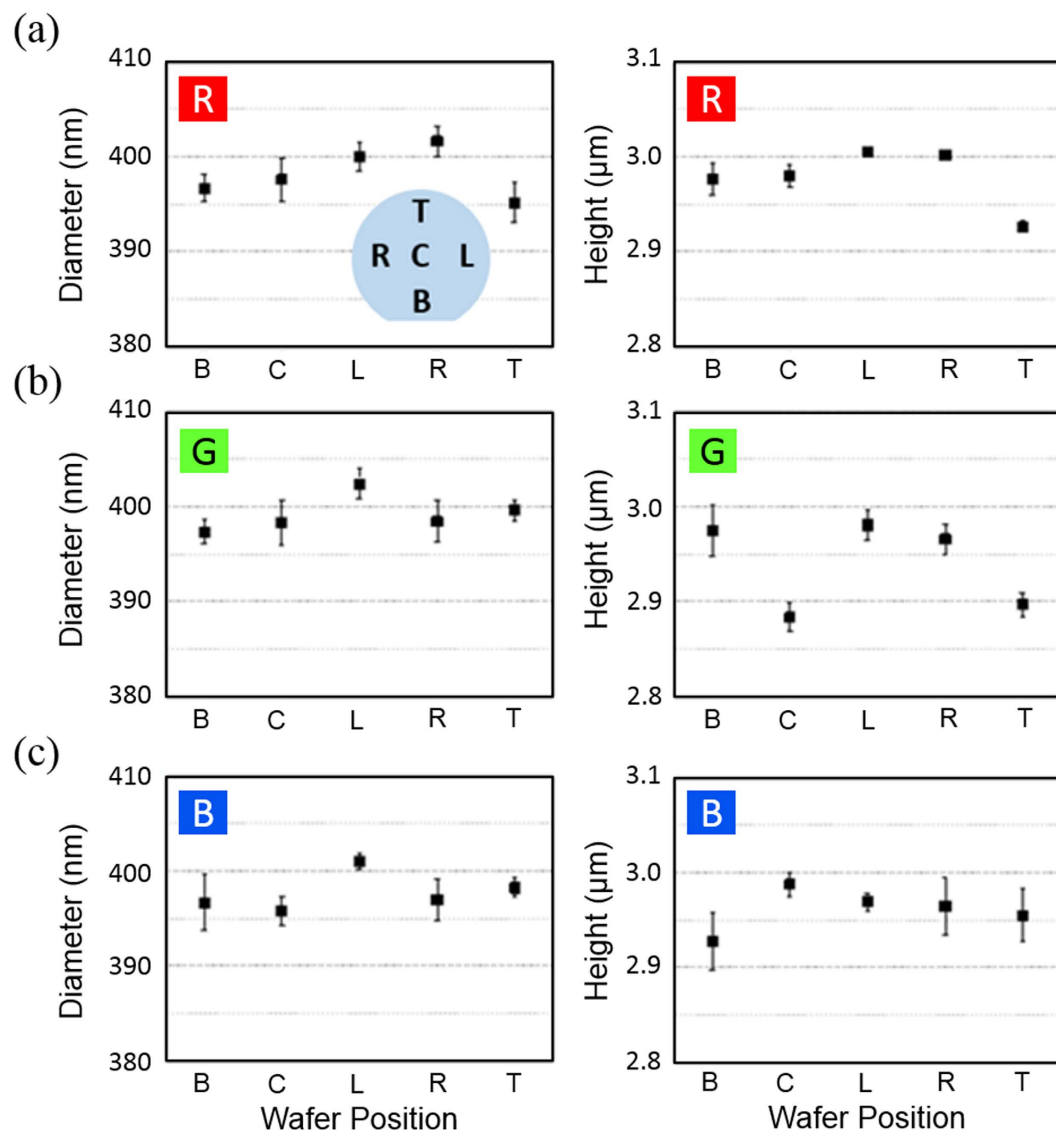 (a)
Diameter (nm)
410
400
390
380
R
T
R C L
B
B C L R T
Height (μm)
3.1
3.0
2.9
2.8
R
B C L R T
(b)
Diameter (nm)
410
400
390
380
G
B C L R T
Height (μm)
3.1
3.0
2.9
2.8
G
B C L R T
(c)
Diameter (nm)
410
400
390
380
B
B C L R T
Wafer Position
Height (μm)
3.1
3.0
2.9
2.8
B
B C L R T
Wafer Position